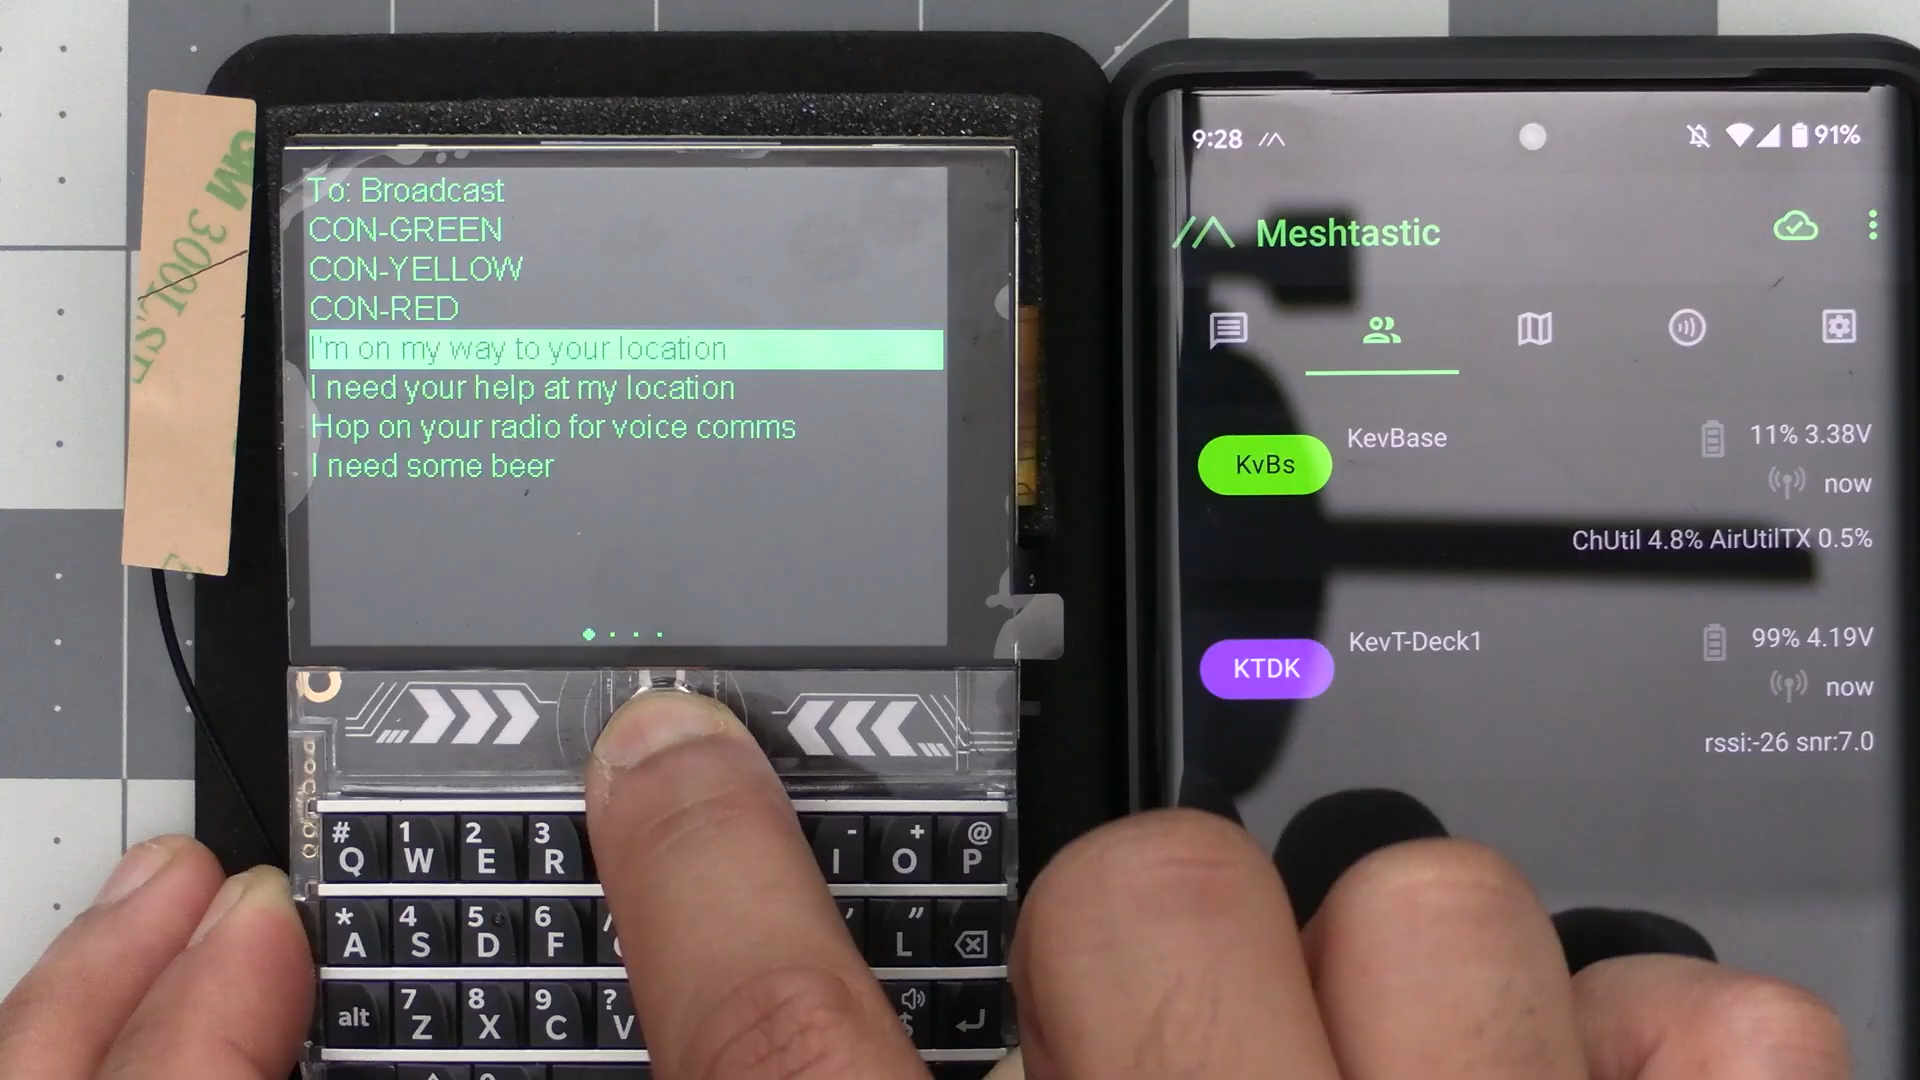 To: Broadcast
CON-GREEN
CON-YELLOW
CON-RED
I'm on my way to your location
I need your help at my location
Hop on your radio for voice comms
I need some beer
# 1 2 3 - + @
Q W E R I O P
* 4 5 6 ’ ”
A S D F L
7 8 9 ? $
alt Z X C V
9:28 91%
Meshtastic
KvBs KevBase 11% 3.38V
now
ChUtil 4.8% AirUtilTX 0.5%
KTDK KevT-Deck1 99% 4.19V
now
rssi:-26 snr:7.0